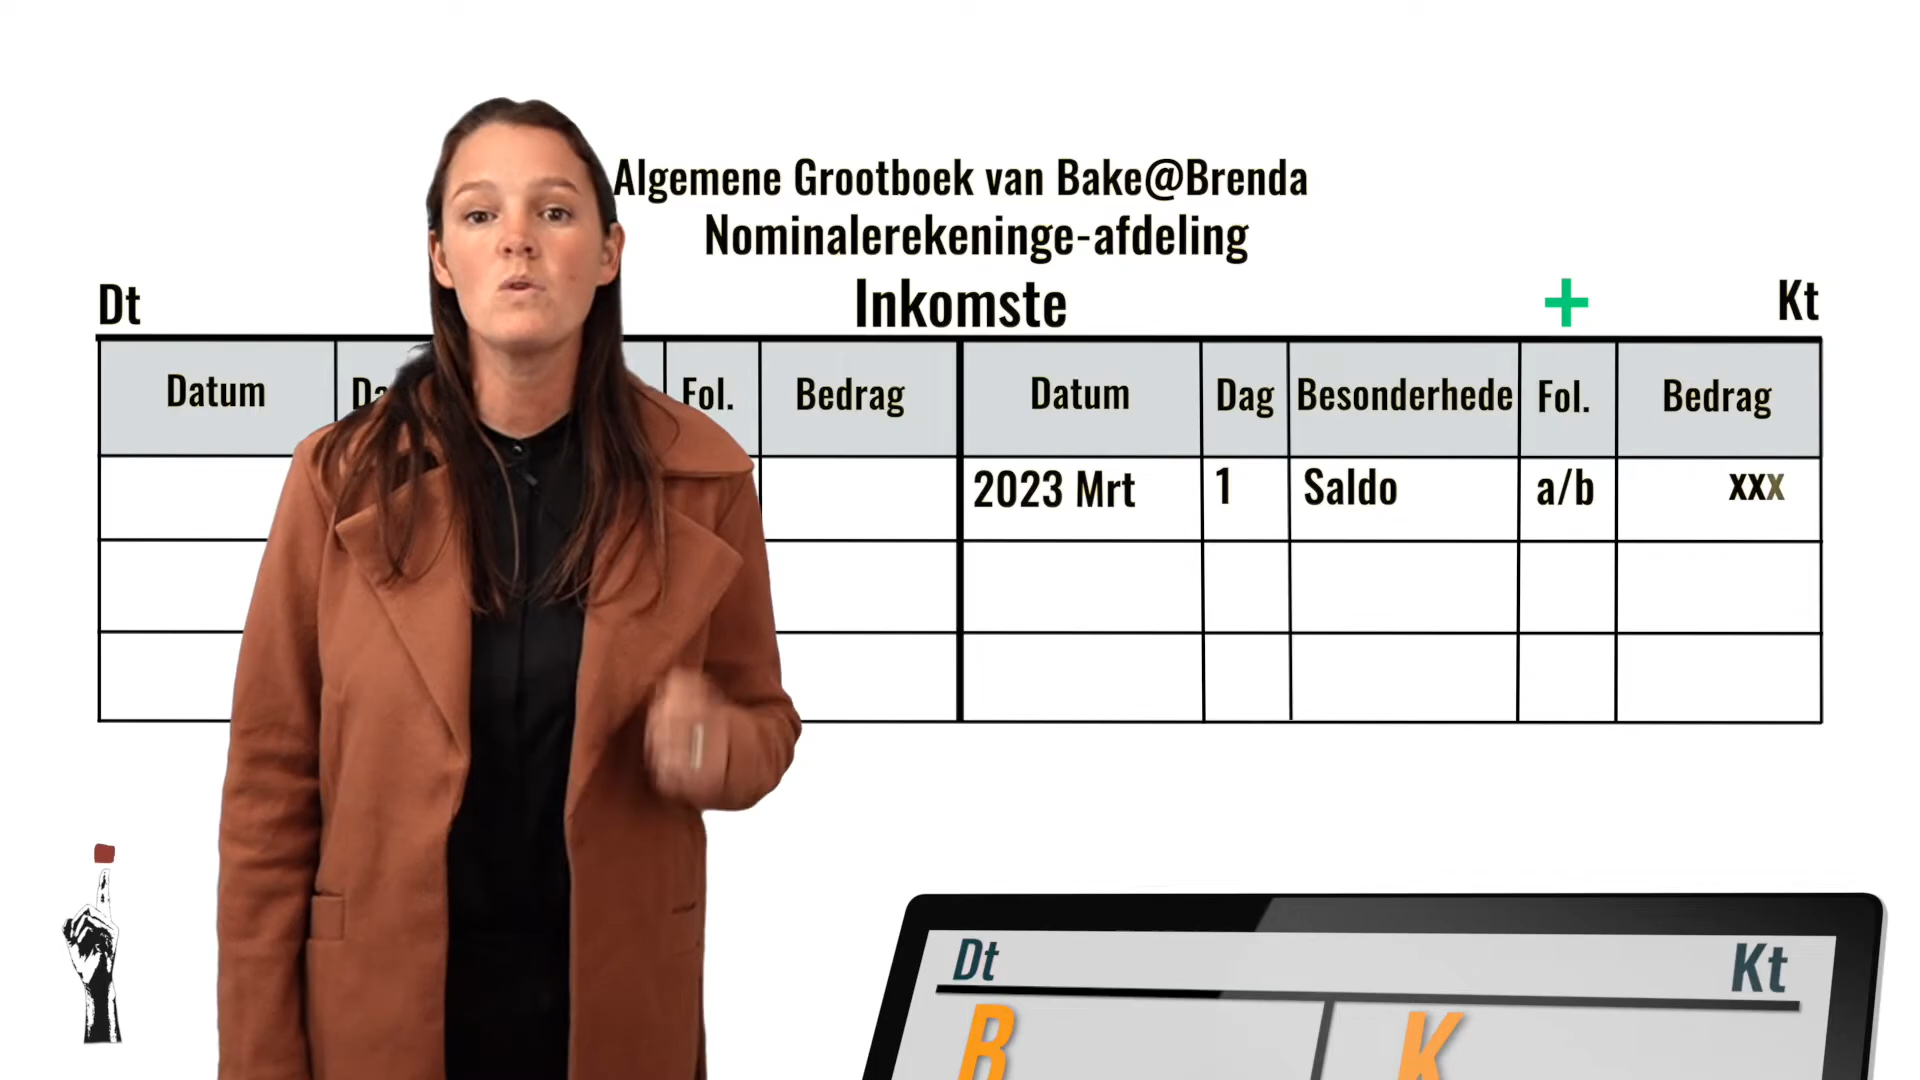 Algemene Grootboek van Bake@Brenda
Nominalerekeninge-afdeling
Dt Inkomste + Kt
Datum Fol. Bedrag Datum Dag Besonderhede Fol. Bedrag
2023 Mrt 1 Saldo a/b xxx
Dt Kt
B K